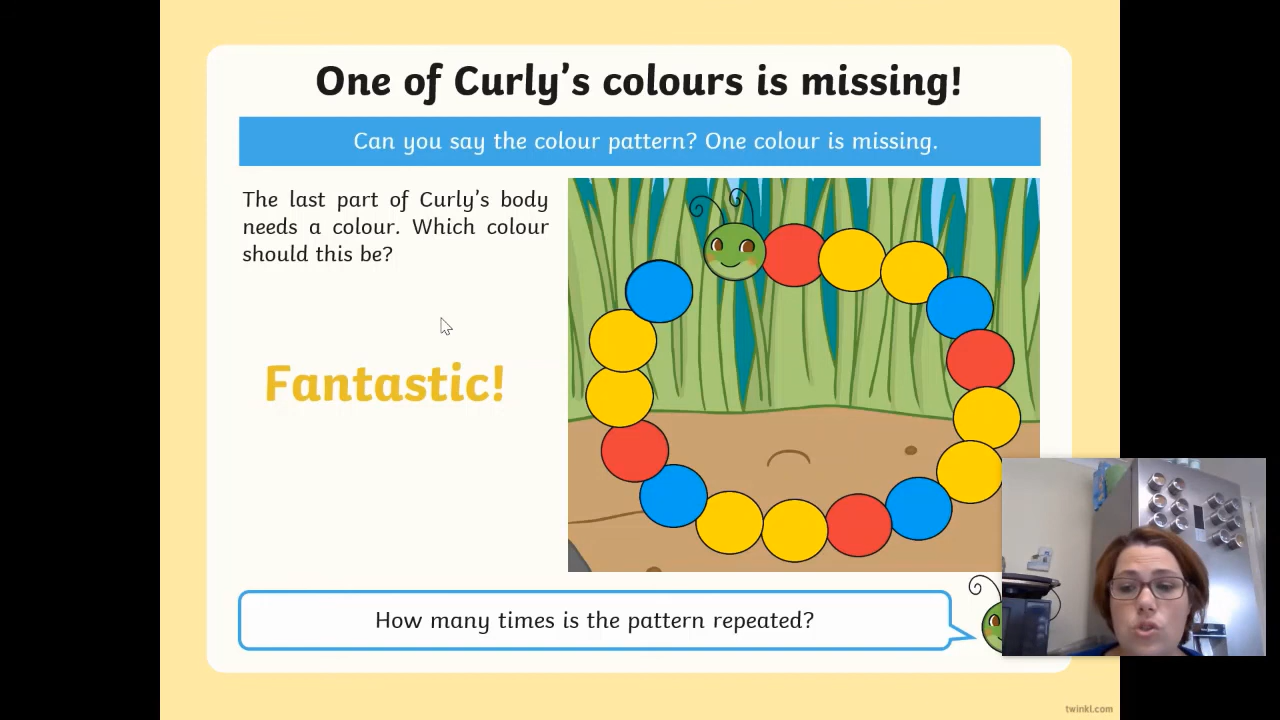 One of Curly's colours is missing!
Can you say the colour pattern? One colour is missing.
The last part of Curly's body
needs a colour. Which colour
should this be?
Fantastic!
How many times is the pattern repeated?
twinkl.com